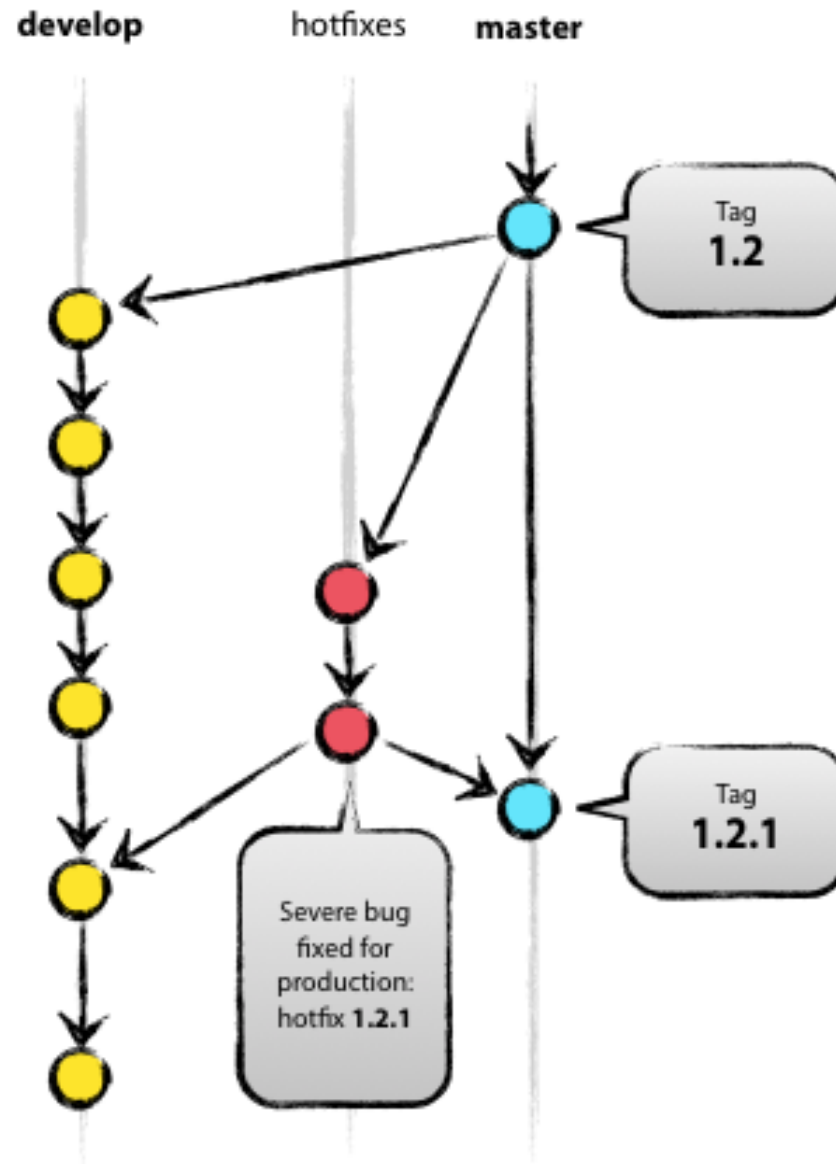 develop
hotfixes
master
Tag
1.2
Tag
1.2.1
Severe bug
fixed for
production:
hotfix 1.2.1